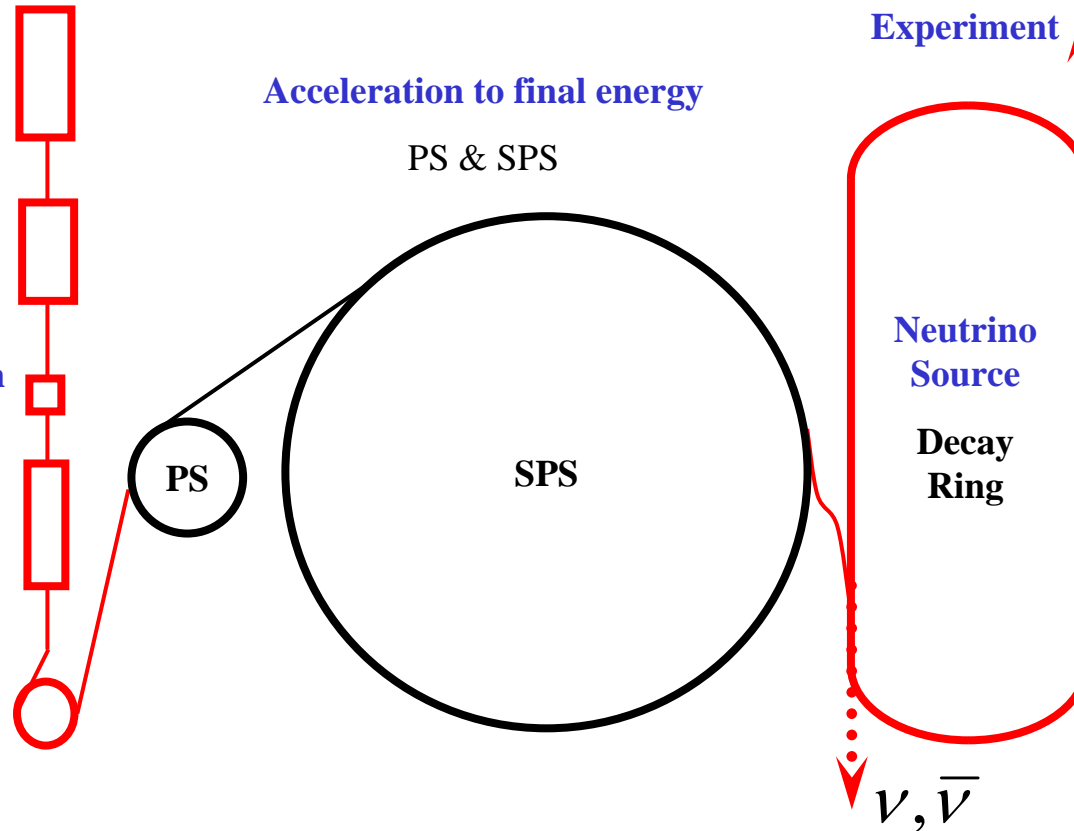 Experiment
Acceleration to final energy
PS & SPS
Neutrino
Source
Decay
Ring
PS
SPS
ν, ν̅